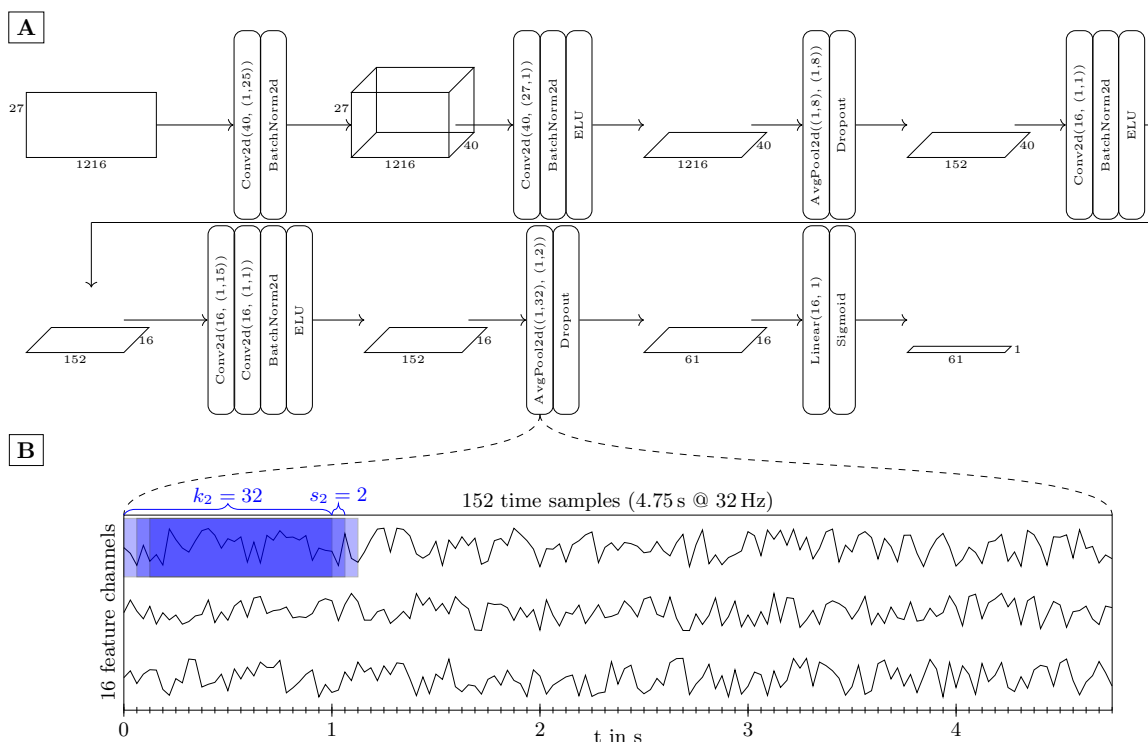 A
27
1216
Conv2d(40, (1,25))
BatchNorm2d
27
1216
40
Conv2d(40, (27,1))
BatchNorm2d
ELU
1216
40
AvgPool2d((1,8), (1,8))
Dropout
152
40
Conv2d(16, (1,1))
BatchNorm2d
ELU
152
16
Conv2d(16, (1,15))
Conv2d(16, (1,1))
BatchNorm2d
ELU
152
16
AvgPool2d((1,32), (1,2))
Dropout
61
16
Linear(16, 1)
Sigmoid
61
1
B
k₂ = 32
s₂ = 2
152 time samples (4.75 s @ 32 Hz)
16 feature channels
0 1 2 3 4
t in s